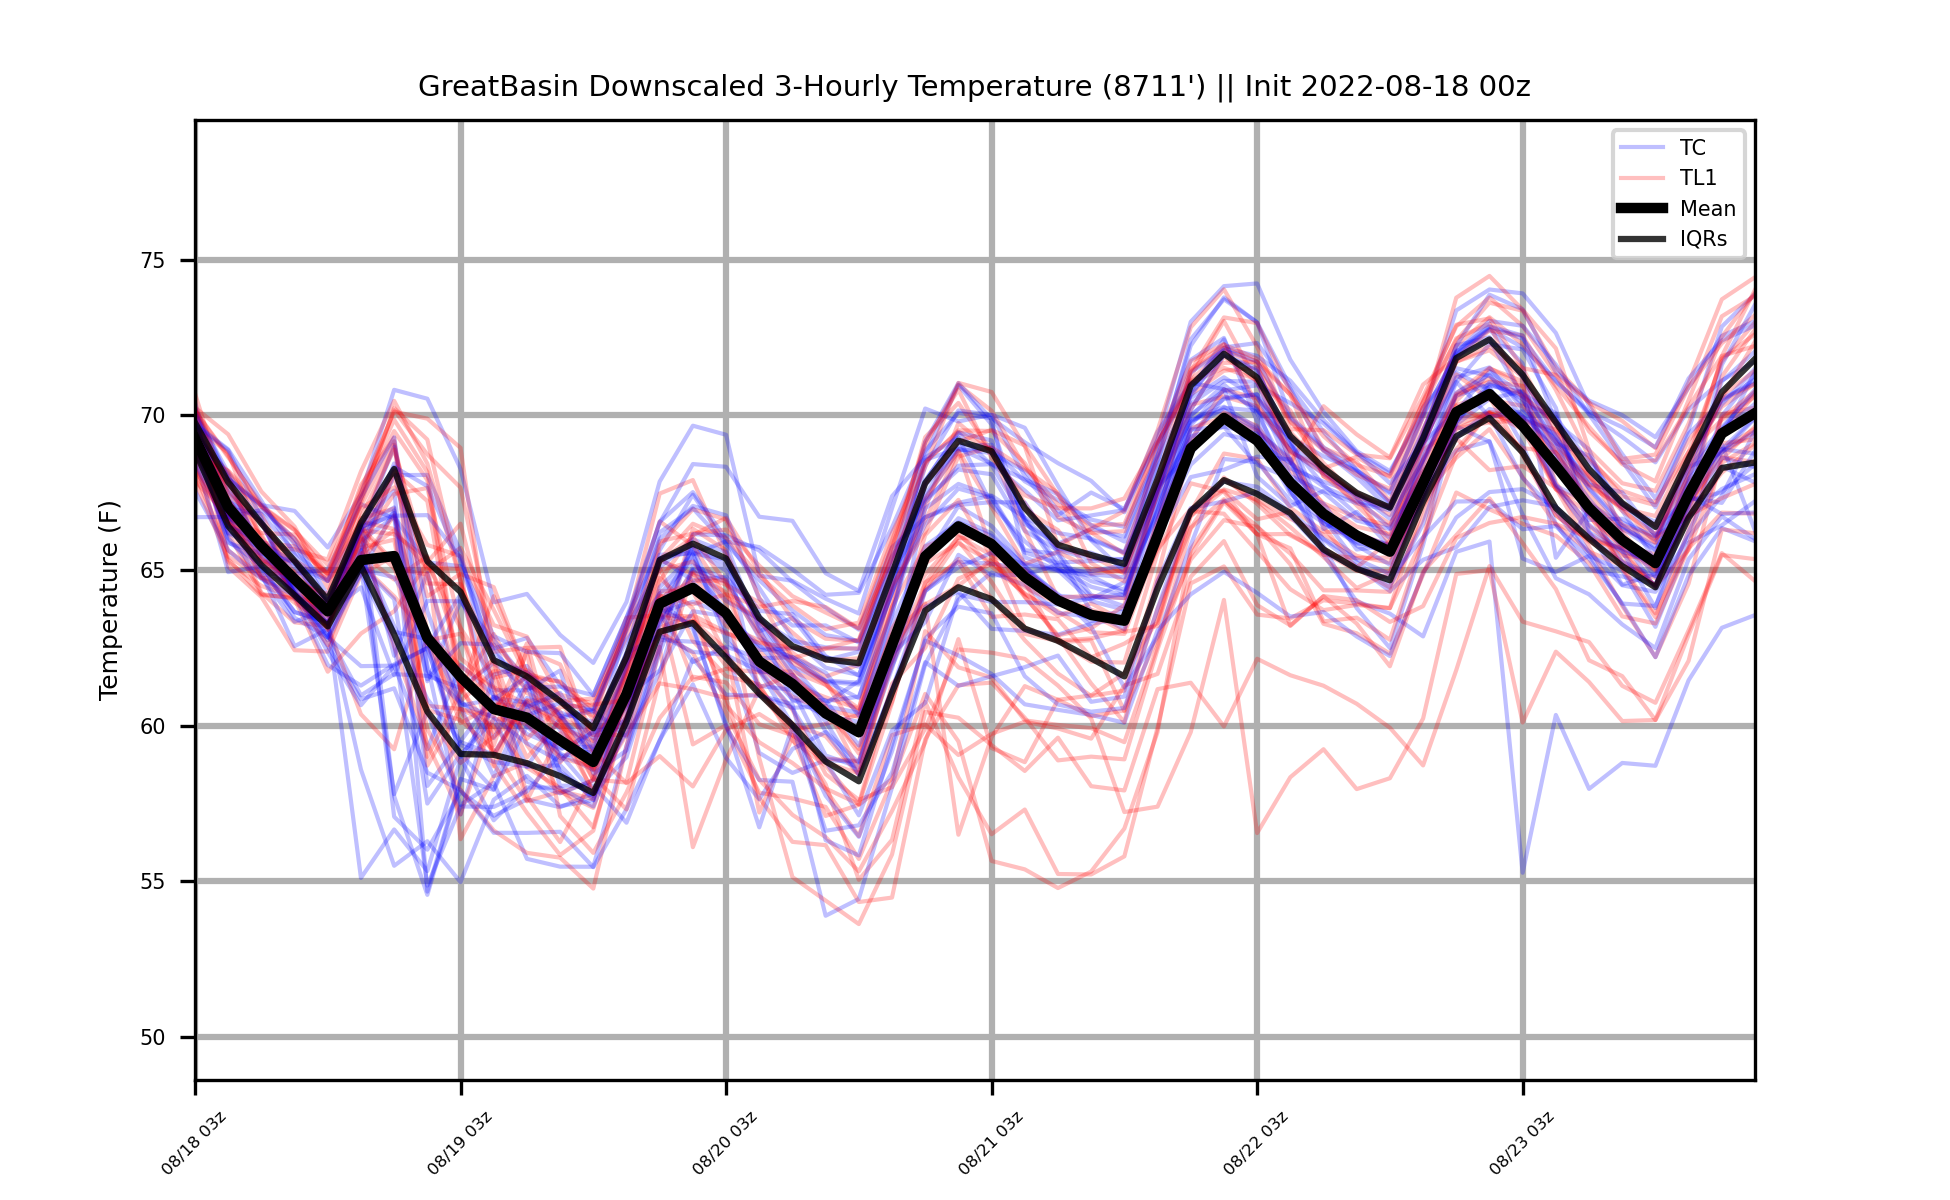 GreatBasin Downscaled 3-Hourly Temperature (8711') || Init 2022-08-18 00z
TC
TL1
Mean
IQRs
Temperature (F)
75
70
65
60
55
50
08/18 03z
08/19 03z
08/20 03z
08/21 03z
08/22 03z
08/23 03z